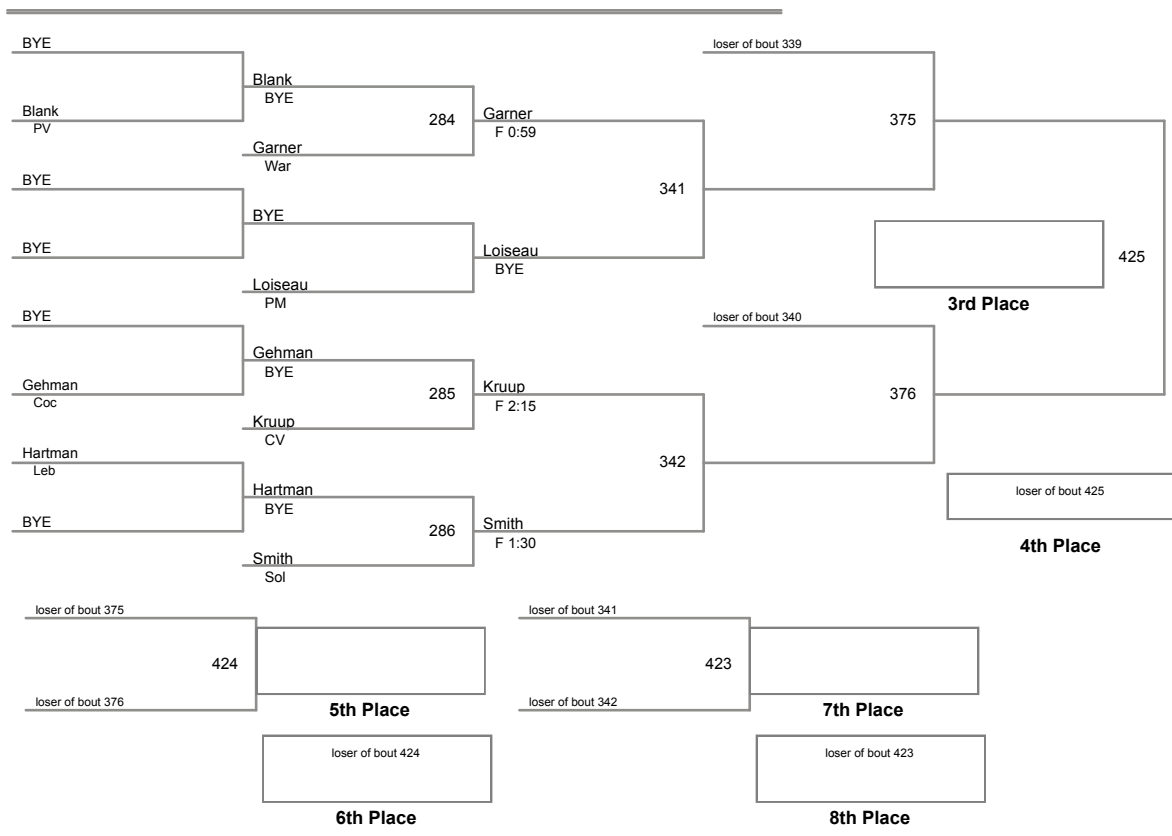 BYE
loser of bout 339
Blank
BYE
Blank
PV
284
Garner
F 0:59
375
Garner
War
BYE
341
BYE
BYE
Loiseau
BYE
425
Loiseau
PM
3rd Place
BYE
loser of bout 340
Gehman
BYE
Gehman
Coc
285
Kruup
F 2:15
376
Kruup
CV
Hartman
Leb
342
Hartman
BYE
loser of bout 425
BYE
286
Smith
F 1:30
4th Place
Smith
Sol
loser of bout 375
loser of bout 341
424
423
loser of bout 376
5th Place
loser of bout 342
7th Place
loser of bout 424
loser of bout 423
6th Place
8th Place